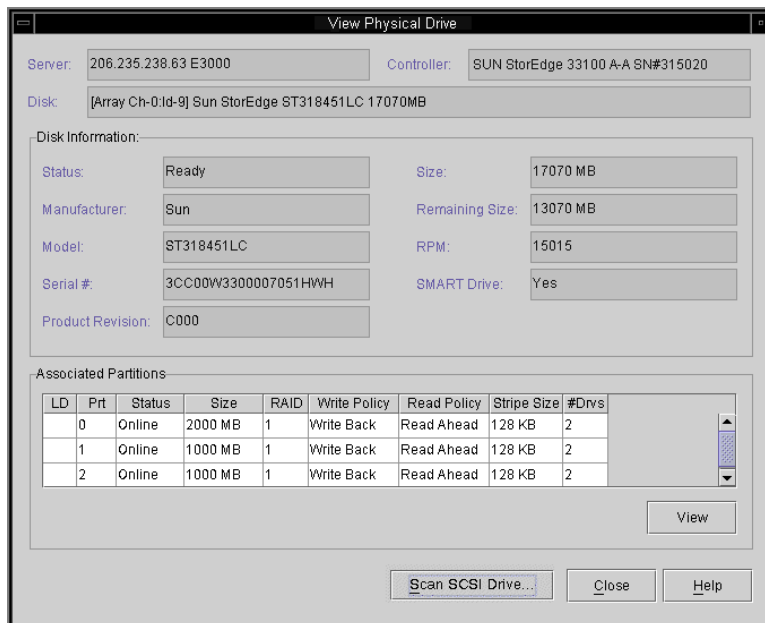 View Physical Drive
Server: 206.235.238.63 E3000 Controller: SUN StorEdge 33100 A-A SN#315020
Disk: [Array Ch-0:Id-9] Sun StorEdge ST318451LC 17070MB
Disk Information:
Status: Ready Size: 17070 MB
Manufacturer: Sun Remaining Size: 13070 MB
Model: ST318451LC RPM: 15015
Serial #: 3CC00W3300007051HWH SMART Drive: Yes
Product Revision: C000
Associated Partitions
LD Prt Status Size RAID Write Policy Read Policy Stripe Size #Drvs
0 Online 2000 MB 1 Write Back Read Ahead 128 KB 2
1 Online 1000 MB 1 Write Back Read Ahead 128 KB 2
2 Online 1000 MB 1 Write Back Read Ahead 128 KB 2
View
Scan SCSI Drive... Close Help